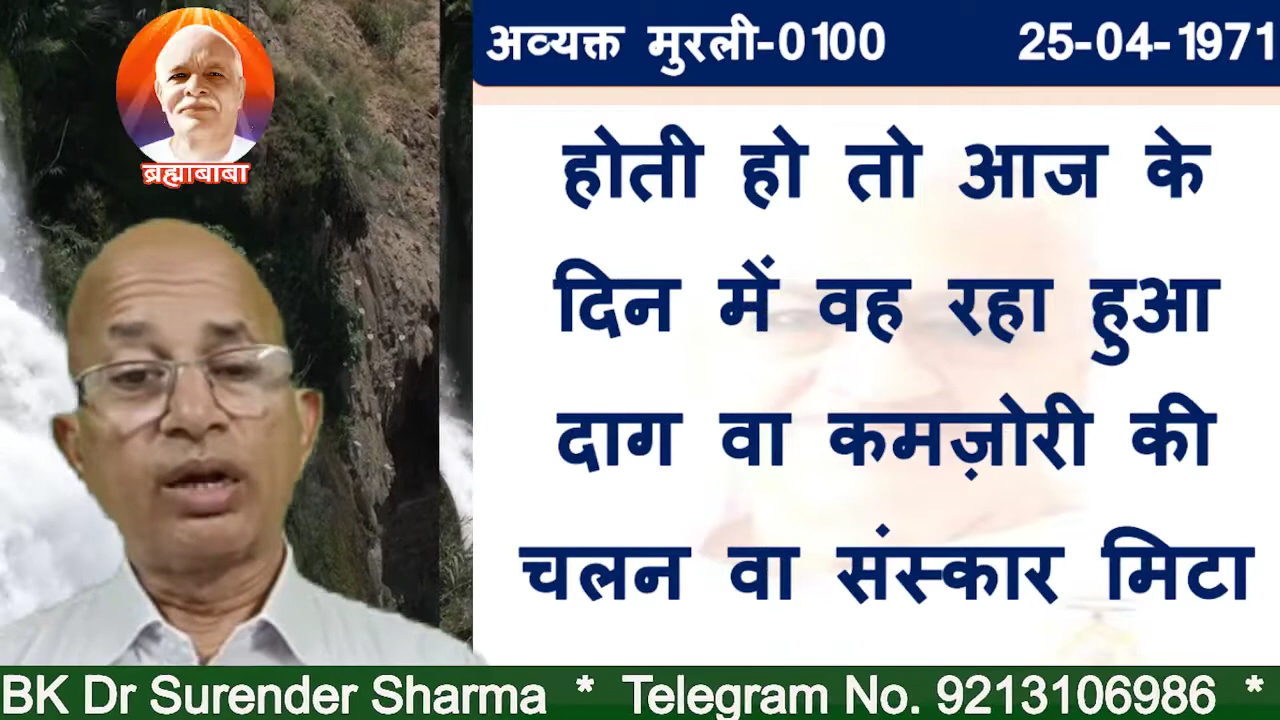 अव्यक्त मुरली-0100 25-04-1971
ब्रह्माबाबा
होती हो तो आज के
दिन में वह रहा हुआ
दाग वा कमज़ोरी की
चलन वा संस्कार मिटा
BK Dr Surender Sharma * Telegram No. 9213106986 *